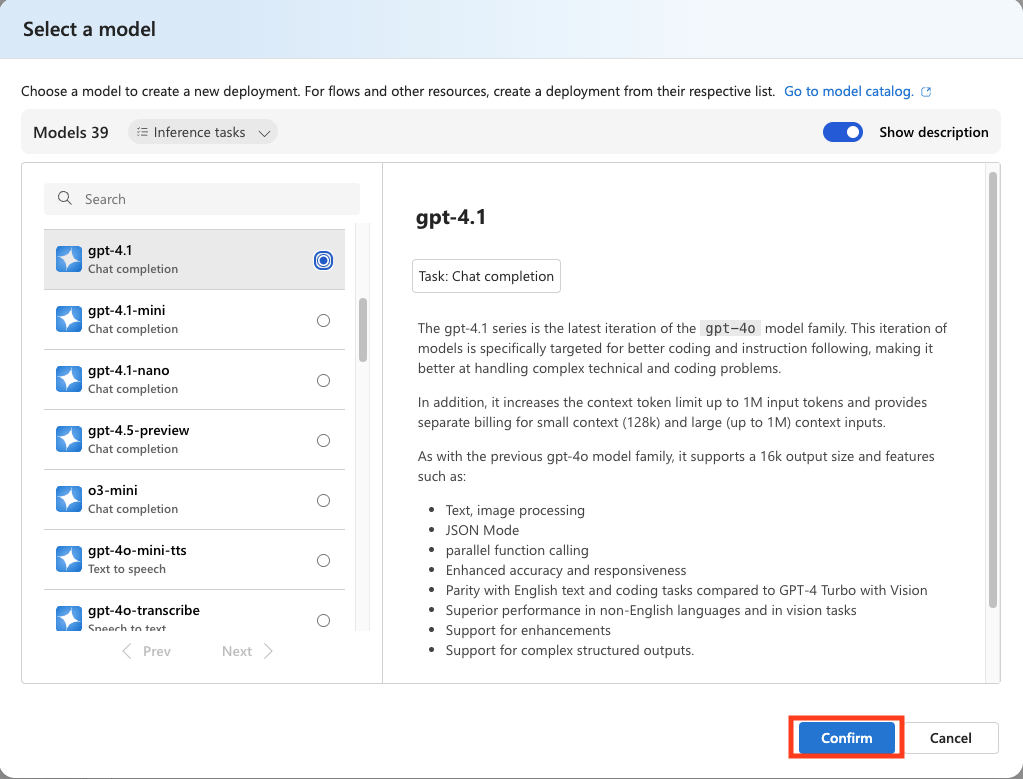 Select a model
Choose a model to create a new deployment. For flows and other resources, create a deployment from their respective list. Go to model catalog.
Models 39
Inference tasks
Show description
Search
gpt-4.1
Chat completion
gpt-4.1-mini
Chat completion
gpt-4.1-nano
Chat completion
gpt-4.5-preview
Chat completion
o3-mini
Chat completion
gpt-4o-mini-tts
Text to speech
gpt-4o-transcribe
Speech to text
Prev
Next
gpt-4.1
Task: Chat completion
The gpt-4.1 series is the latest iteration of the gpt-4o model family. This iteration of
models is specifically targeted for better coding and instruction following, making it
better at handling complex technical and coding problems.
In addition, it increases the context token limit up to 1M input tokens and provides
separate billing for small context (128k) and large (up to 1M) context inputs.
As with the previous gpt-4o model family, it supports a 16k output size and features
such as:
• Text, image processing
• JSON Mode
• parallel function calling
• Enhanced accuracy and responsiveness
• Parity with English text and coding tasks compared to GPT-4 Turbo with Vision
• Superior performance in non-English languages and in vision tasks
• Support for enhancements
• Support for complex structured outputs.
Confirm
Cancel